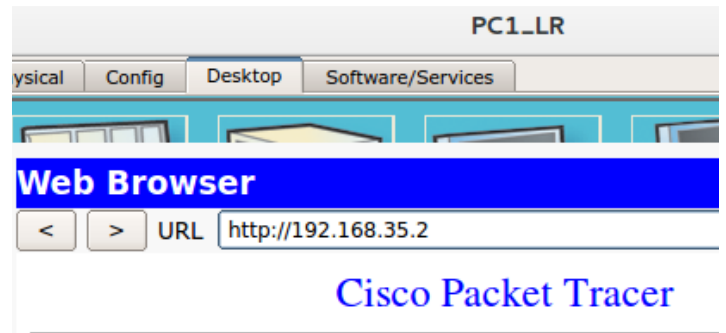 PC1_LR
ysical Config Desktop Software/Services
Web Browser
< > URL http://192.168.35.2
Cisco Packet Tracer